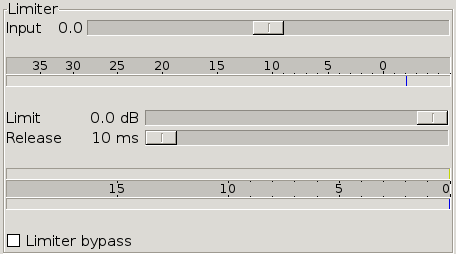 Limiter
Input 0.0
35 30 25 20 15 10 5 0
Limit 0.0 dB
Release 10 ms
15 10 5 0
Limiter bypass